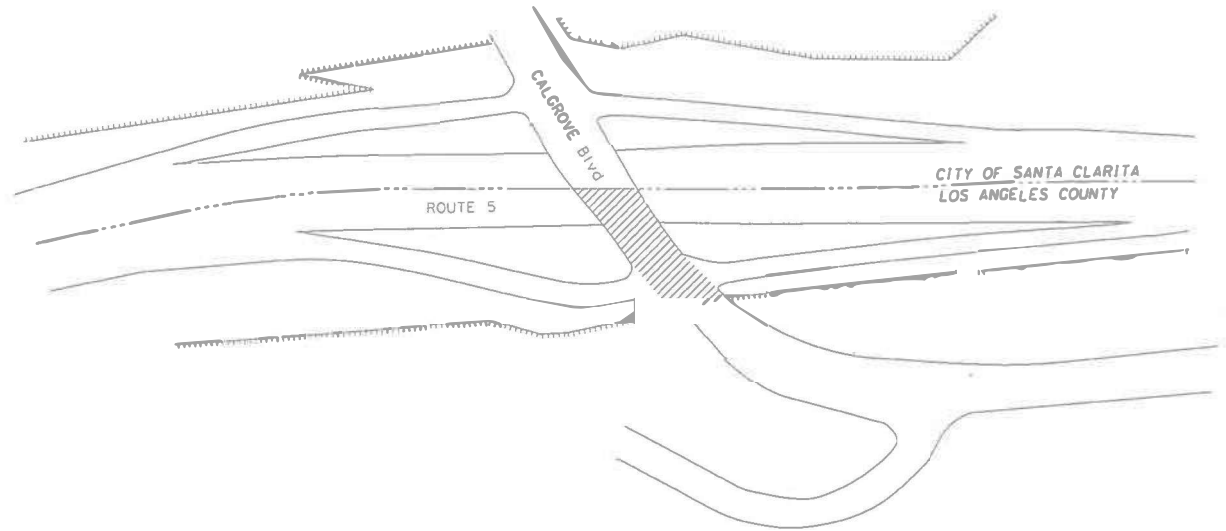 CALGROVE Blvd
CITY OF SANTA CLARITA
LOS ANGELES COUNTY
ROUTE 5